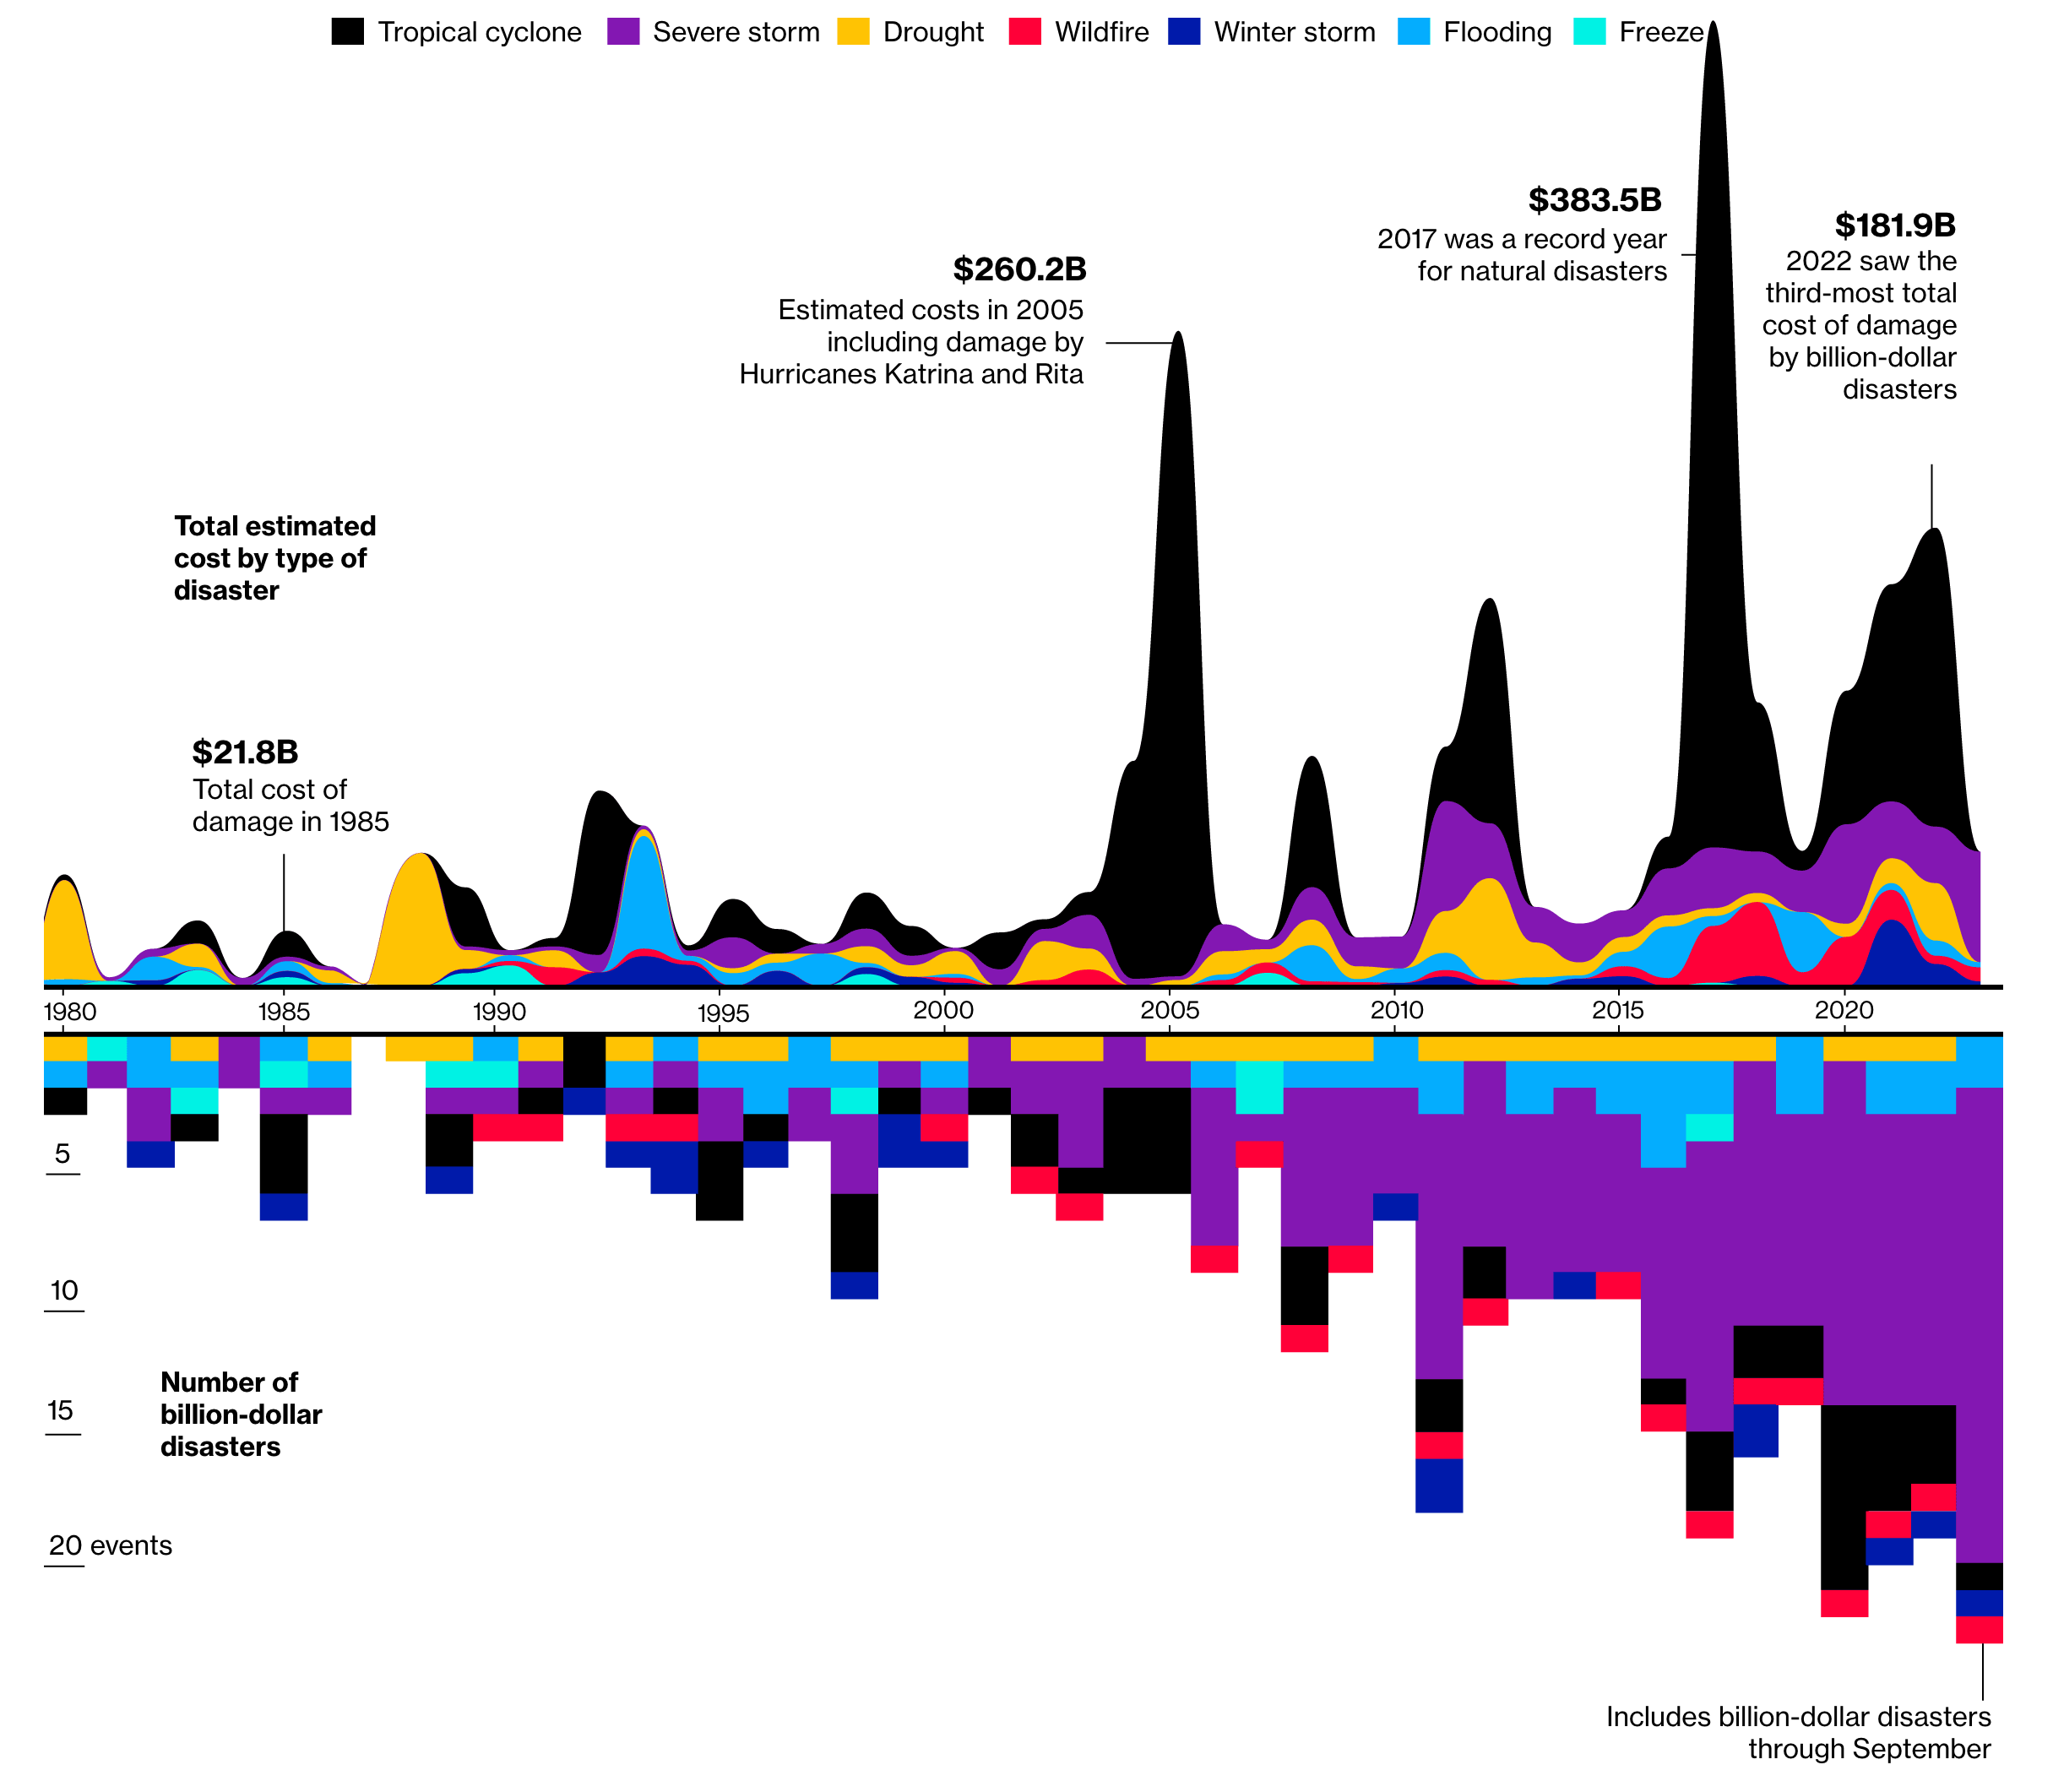 Tropical cyclone Severe storm Drought Wildfire Winter storm Flooding Freeze
$383.5B
2017 was a record year
for natural disasters
$181.9B
2022 saw the
third-most total
cost of damage
by billion-dollar
disasters
$260.2B
Estimated costs in 2005
including damage by
Hurricanes Katrina and Rita
Total estimated
cost by type of
disaster
$21.8B
Total cost of
damage in 1985
1980 1985 1990 1995 2000 2005 2010 2015 2020
5
10
15
20 events
Number of
billion-dollar
disasters
Includes billion-dollar disasters
through September